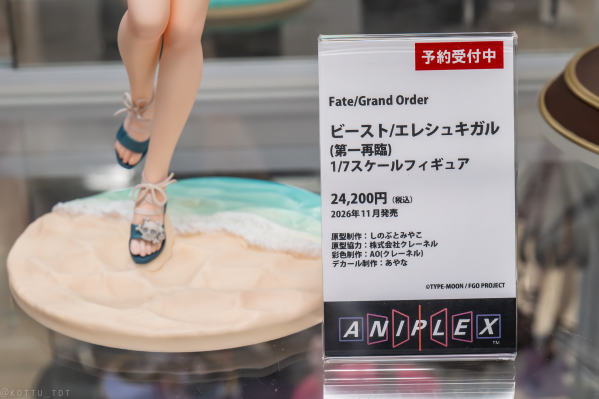 予約受付中
Fate/Grand Order
ビースト/エレシュキガル
(第一再臨)
1/7スケールフィギュア
24,200円 (税込)
2026年11月発売
原型制作：しのぶとみやこ
原型協力：株式会社クレーネル
彩色制作：AO(クレーネル)
デカール制作：あやな
©TYPE-MOON / FGO PROJECT
ANIPLEX
TM
@KOTTU_TOT